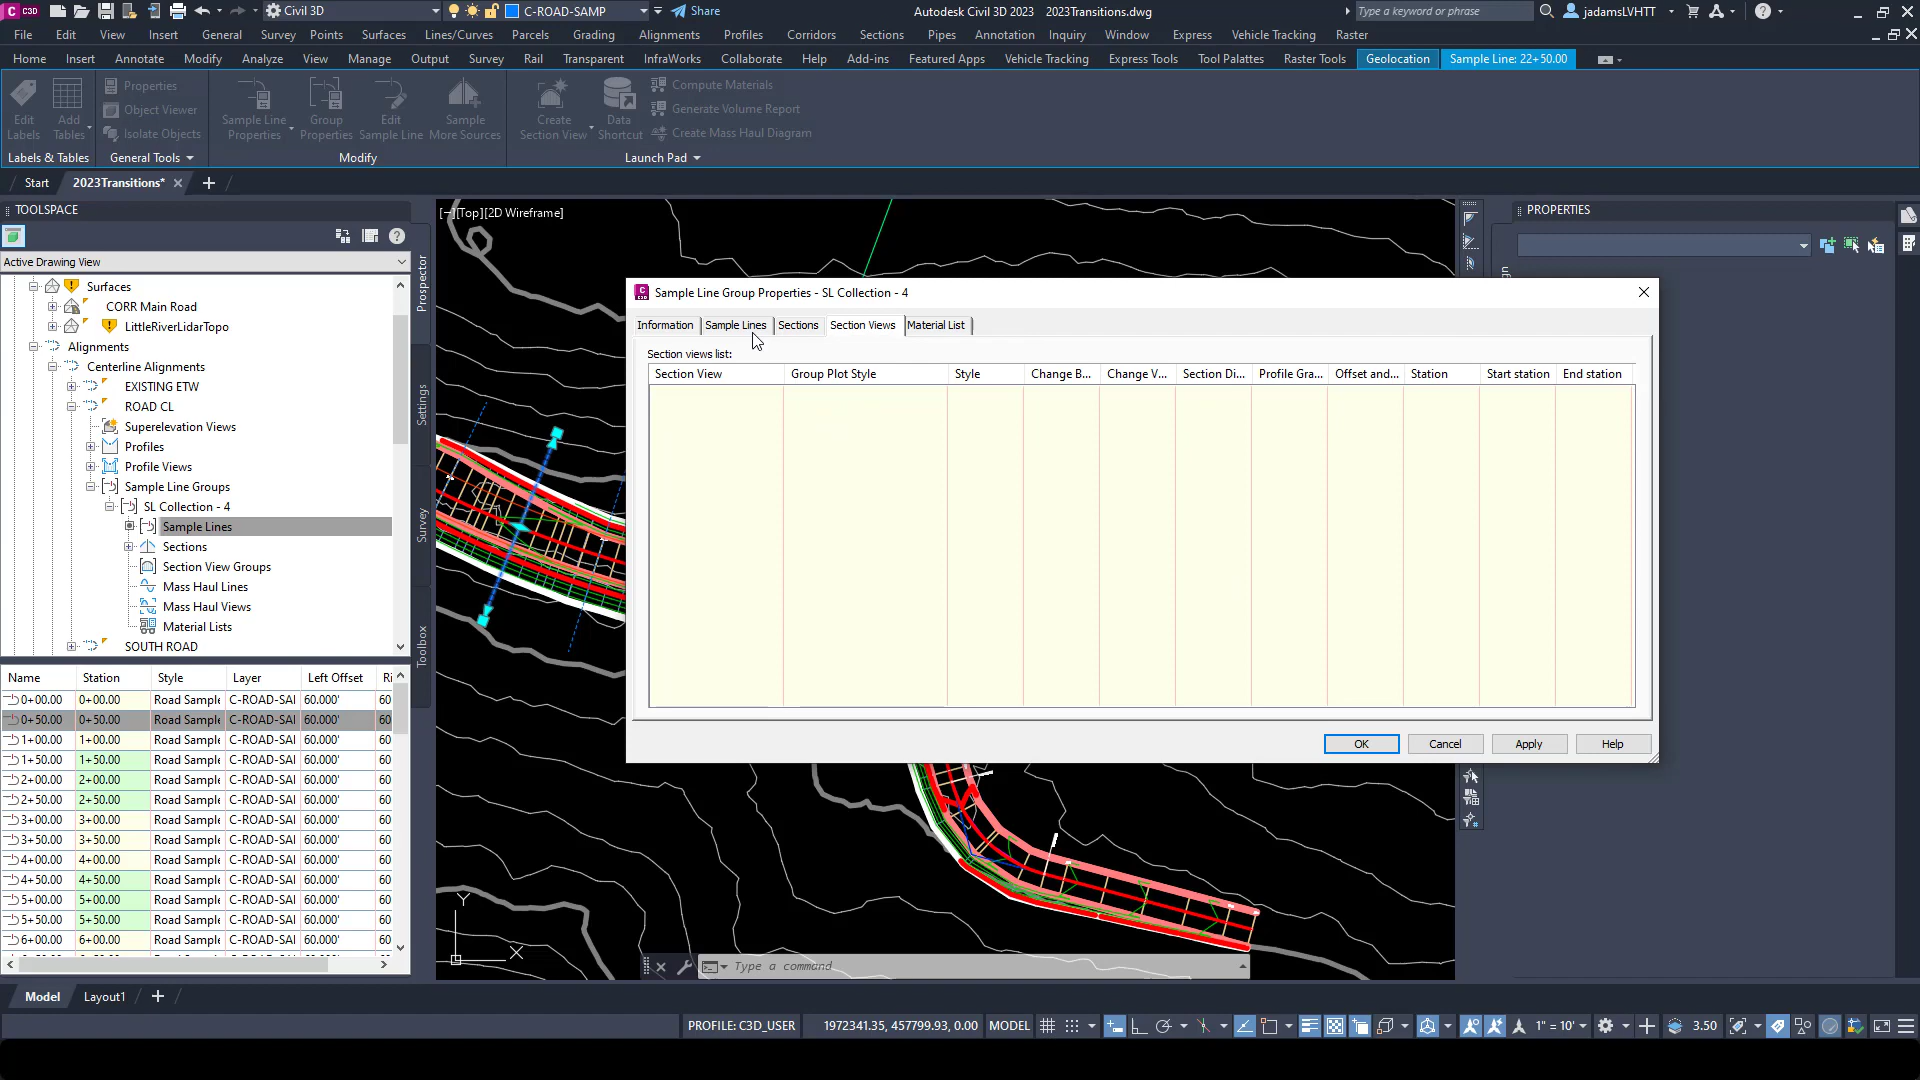 C3D
Civil 3D
C-ROAD-SAMP
Share
Autodesk Civil 3D 2023 2023Transitions.dwg
Type a keyword or phrase
jadamsLVHTT
File Edit View Insert General Survey Points Surfaces Lines/Curves Parcels Grading Alignments Profiles Corridors Sections Pipes Annotation Inquiry Window Express Vehicle Tracking Raster
Home Insert Annotate Modify Analyze View Manage Output Survey Rail Transparent InfraWorks Collaborate Help Add-ins Featured Apps Vehicle Tracking Express Tools Tool Palettes Raster Tools Geolocation Sample Line: 22+50.00
Edit Labels
Add Tables
Properties
Object Viewer
Isolate Objects
Sample Line Properties
Group Properties
Edit Sample Line
Sample More Sources
Create Section View
Data Shortcut
Compute Materials
Generate Volume Report
Create Mass Haul Diagram
Labels & Tables General Tools Modify Launch Pad
Start 2023Transitions*
TOOLSPACE
Active Drawing View
Surfaces
CORR Main Road
LittleRiverLidarTopo
Alignments
Centerline Alignments
EXISTING ETW
ROAD CL
Superelevation Views
Profiles
Profile Views
Sample Line Groups
SL Collection - 4
Sample Lines
Sections
Section View Groups
Mass Haul Lines
Mass Haul Views
Material Lists
SOUTH ROAD
Prospector
Settings
Survey
Toolbox
Name Station Style Layer Left Offset Ri
0+00.00 0+00.00 Road Sample C-ROAD-SAI 60.000' 60
0+50.00 0+50.00 Road Sample C-ROAD-SAI 60.000' 60
1+00.00 1+00.00 Road Sample C-ROAD-SAI 60.000' 60
1+50.00 1+50.00 Road Sample C-ROAD-SAI 60.000' 60
2+00.00 2+00.00 Road Sample C-ROAD-SAI 60.000' 60
2+50.00 2+50.00 Road Sample C-ROAD-SAI 60.000' 60
3+00.00 3+00.00 Road Sample C-ROAD-SAI 60.000' 60
3+50.00 3+50.00 Road Sample C-ROAD-SAI 60.000' 60
4+00.00 4+00.00 Road Sample C-ROAD-SAI 60.000' 60
4+50.00 4+50.00 Road Sample C-ROAD-SAI 60.000' 60
5+00.00 5+00.00 Road Sample C-ROAD-SAI 60.000' 60
5+50.00 5+50.00 Road Sample C-ROAD-SAI 60.000' 60
6+00.00 6+00.00 Road Sample C-ROAD-SAI 60.000' 60
[−][Top][2D Wireframe]
PROPERTIES
Sample Line Group Properties - SL Collection - 4
Information Sample Lines Sections Section Views Material List
Section views list:
Section View Group Plot Style Style Change B... Change V... Section Di... Profile Gra... Offset and... Station Start station End station
OK Cancel Apply Help
Y
X
Type a command
Model Layout1
PROFILE: C3D_USER 1972341.35, 457799.93, 0.00 MODEL 1" = 10' 3.50